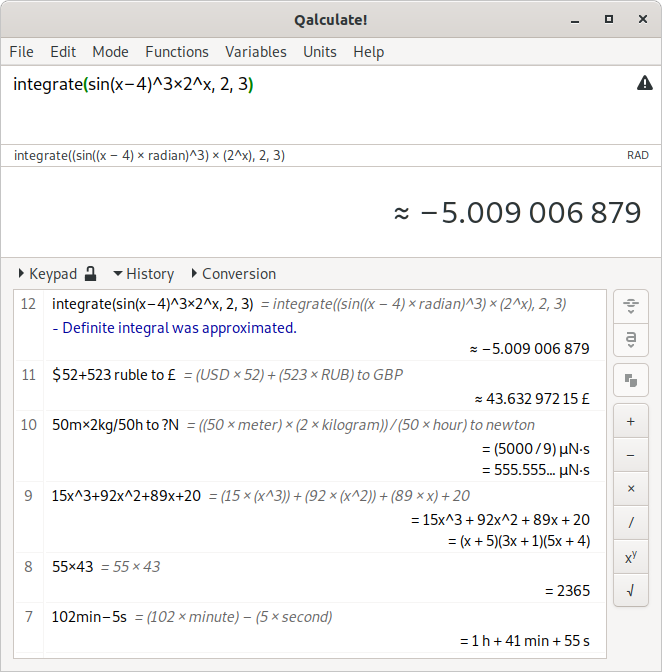 Qalculate!
File Edit Mode Functions Variables Units Help
integrate(sin(x−4)^3×2^x, 2, 3)
integrate((sin((x − 4) × radian)^3) × (2^x), 2, 3) RAD
≈ −5.009 006 879
Keypad History Conversion
12 integrate(sin(x−4)^3×2^x, 2, 3) = integrate((sin((x − 4) × radian)^3) × (2^x), 2, 3)
- Definite integral was approximated.
≈ −5.009 006 879
11 $52+523 ruble to £ = (USD × 52) + (523 × RUB) to GBP
≈ 43.632 972 15 £
10 50m×2kg/50h to ?N = ((50 × meter) × (2 × kilogram)) / (50 × hour) to newton
= (5000 / 9) µN·s
= 555.555... µN·s
9 15x^3+92x^2+89x+20 = (15 × (x^3)) + (92 × (x^2)) + (89 × x) + 20
= 15x^3 + 92x^2 + 89x + 20
= (x + 5)(3x + 1)(5x + 4)
8 55×43 = 55 × 43
= 2365
7 102min−5s = (102 × minute) − (5 × second)
= 1 h + 41 min + 55 s
a
+
−
×
/
x^y
√